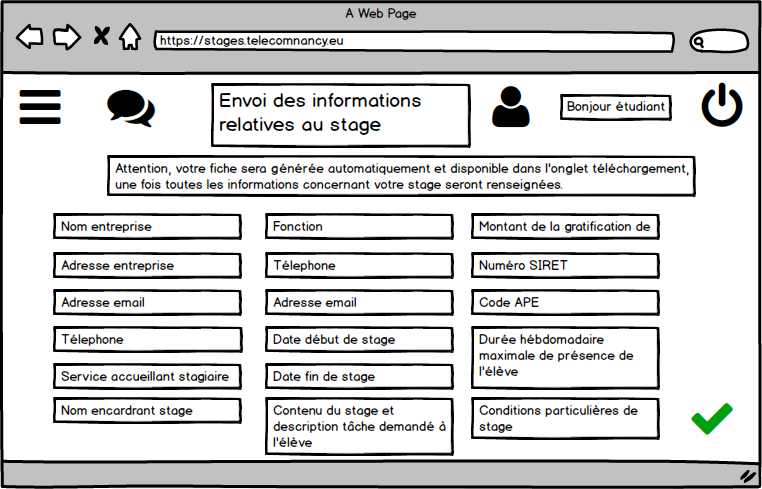 A Web Page
https://stages.telecomnancy.eu
Envoi des informations
relatives au stage
Bonjour étudiant
Attention, votre fiche sera générée automatiquement et disponible dans l'onglet téléchargement,
une fois toutes les informations concernant votre stage seront renseignées.
Nom entreprise
Adresse entreprise
Adresse email
Télephone
Service accueillant stagiaire
Nom encardrant stage
Fonction
Télephone
Adresse email
Date début de stage
Date fin de stage
Contenu du stage et
description tâche demandé à
l'élève
Montant de la gratification de
Numéro SIRET
Code APE
Durée hébdomadaire
maximale de présence de
l'élève
Conditions particulières de
stage